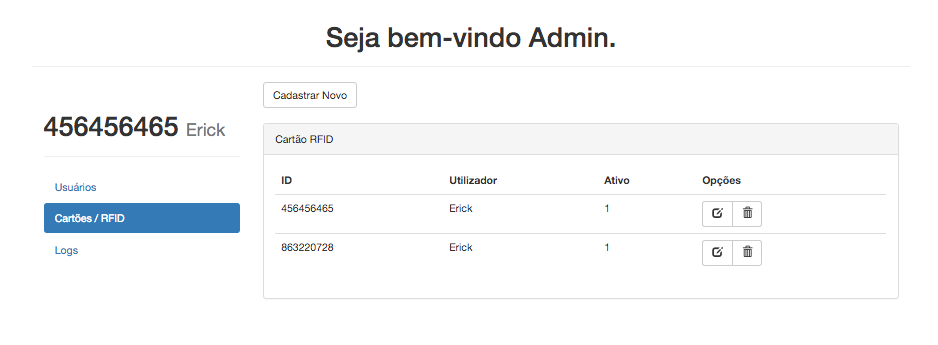 Seja bem-vindo Admin.
456456465 Erick
Usuários
Cartões / RFID
Logs
Cadastrar Novo
Cartão RFID
ID Utilizador Ativo Opções
456456465 Erick 1
863220728 Erick 1